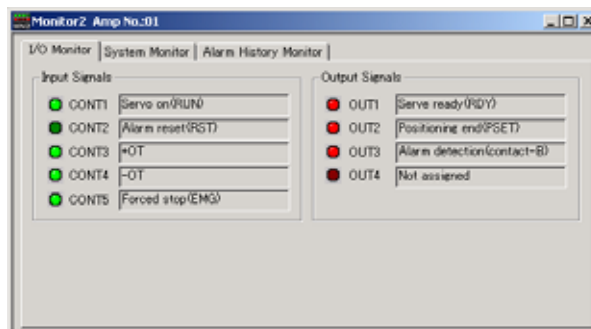 Monitor2 Amp No.:01
I/O Monitor System Monitor Alarm History Monitor
Input Signals
CONT1 Servo on(RUN)
CONT2 Alarm reset(RST)
CONT3 +OT
CONT4 -OT
CONT5 Forced stop(EMG)
Output Signals
OUT1 Serve ready(RDY)
OUT2 Positioning end(PSET)
OUT3 Alarm detection(contact-B)
OUT4 Not assigned